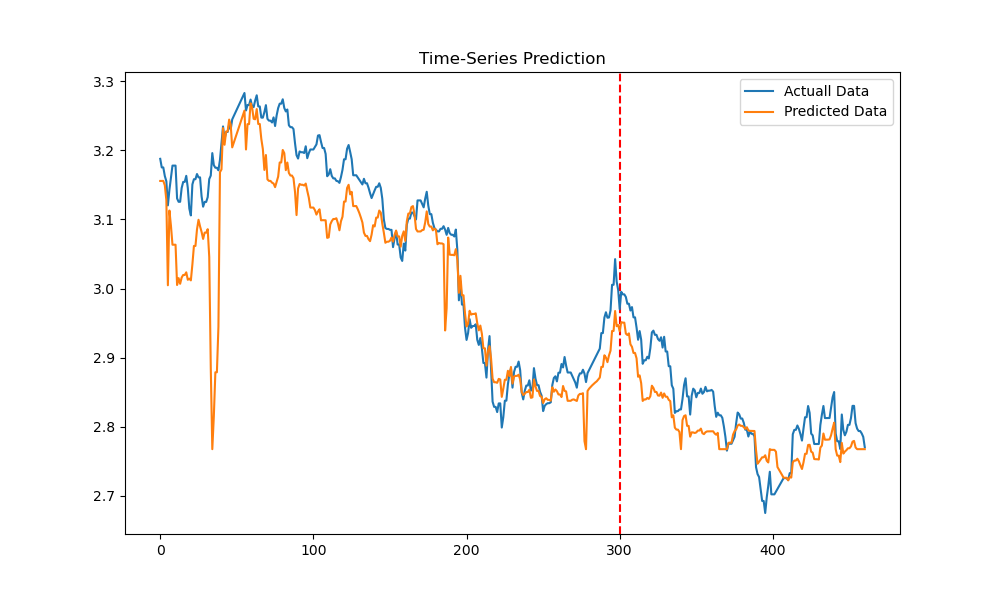 Time-Series Prediction
3.3
3.2
3.1
3.0
2.9
2.8
2.7
0 100 200 300 400
Actuall Data
Predicted Data